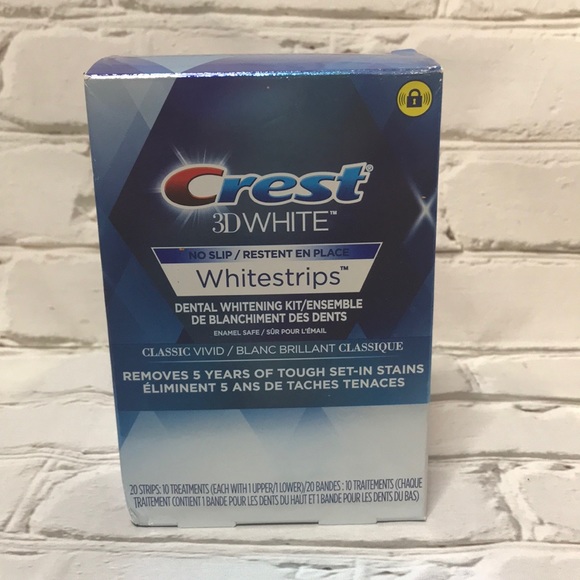 Crest®
3DWHITE™
NO SLIP / RESTENT EN PLACE
Whitestrips™
DENTAL WHITENING KIT/ENSEMBLE
DE BLANCHIMENT DES DENTS
ENAMEL SAFE / SÛR POUR L'ÉMAIL
CLASSIC VIVID / BLANC BRILLANT CLASSIQUE
REMOVES 5 YEARS OF TOUGH SET-IN STAINS
ÉLIMINENT 5 ANS DE TACHES TENACES
20 STRIPS: 10 TREATMENTS (EACH WITH 1 UPPER/1 LOWER)/20 BANDES : 10 TRAITEMENTS (CHAQUE
TRAITEMENT CONTIENT 1 BANDE POUR LES DENTS DU HAUT ET 1 BANDE POUR LES DENTS DU BAS)